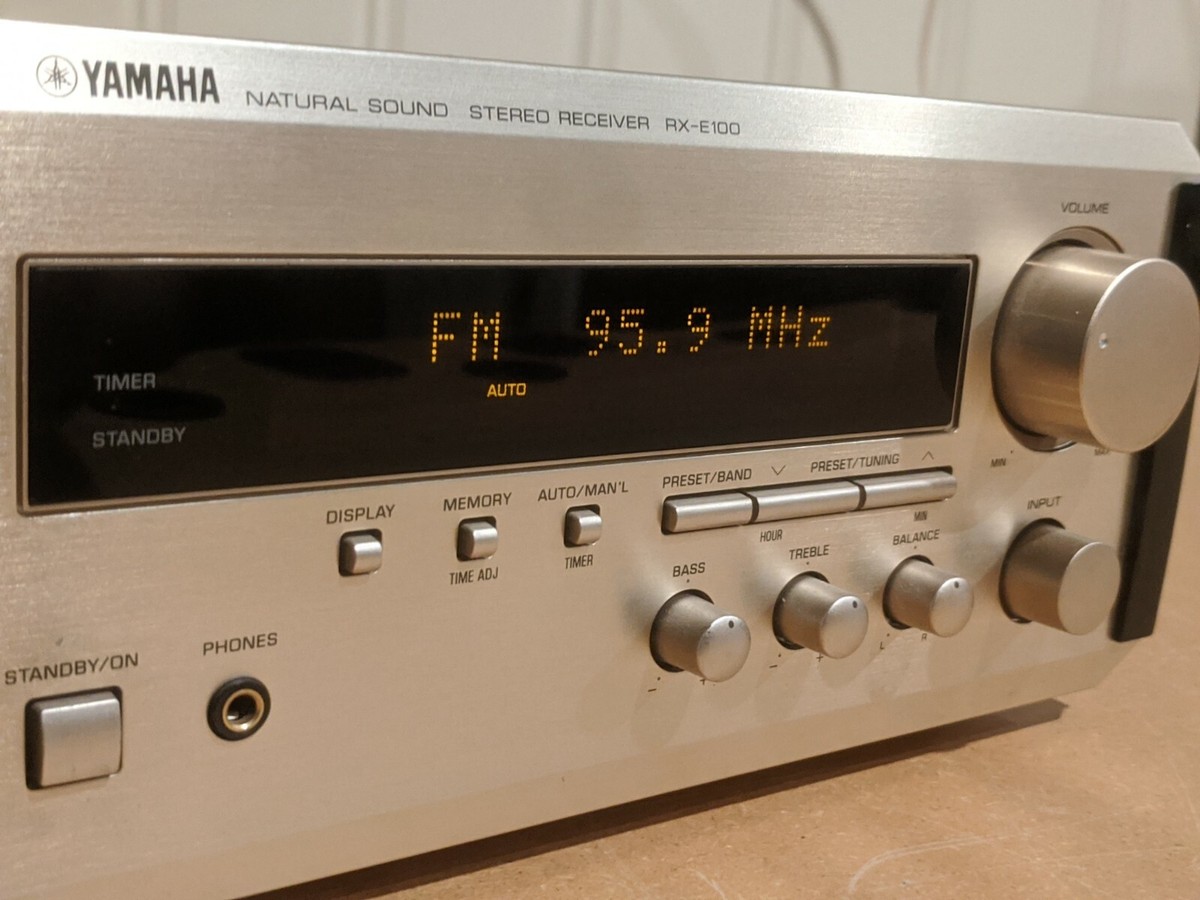 YAMAHA NATURAL SOUND STEREO RECEIVER RX-E100
VOLUME
FM 95.9 MHz
AUTO
TIMER
STANDBY
MIN MAX
PRESET/BAND PRESET/TUNING
DISPLAY MEMORY AUTO/MAN'L
TIME ADJ TIMER HOUR MIN
INPUT
BASS TREBLE BALANCE
− + − + L R
STANDBY/ON PHONES